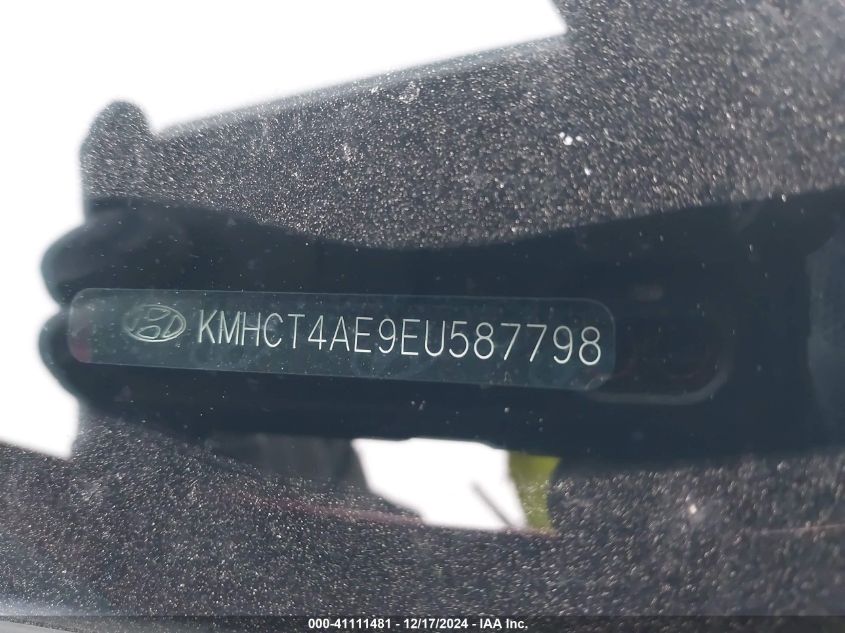 KMHCT4AE9EU587798
000-41111481 - 12/17/2024 - IAA Inc.